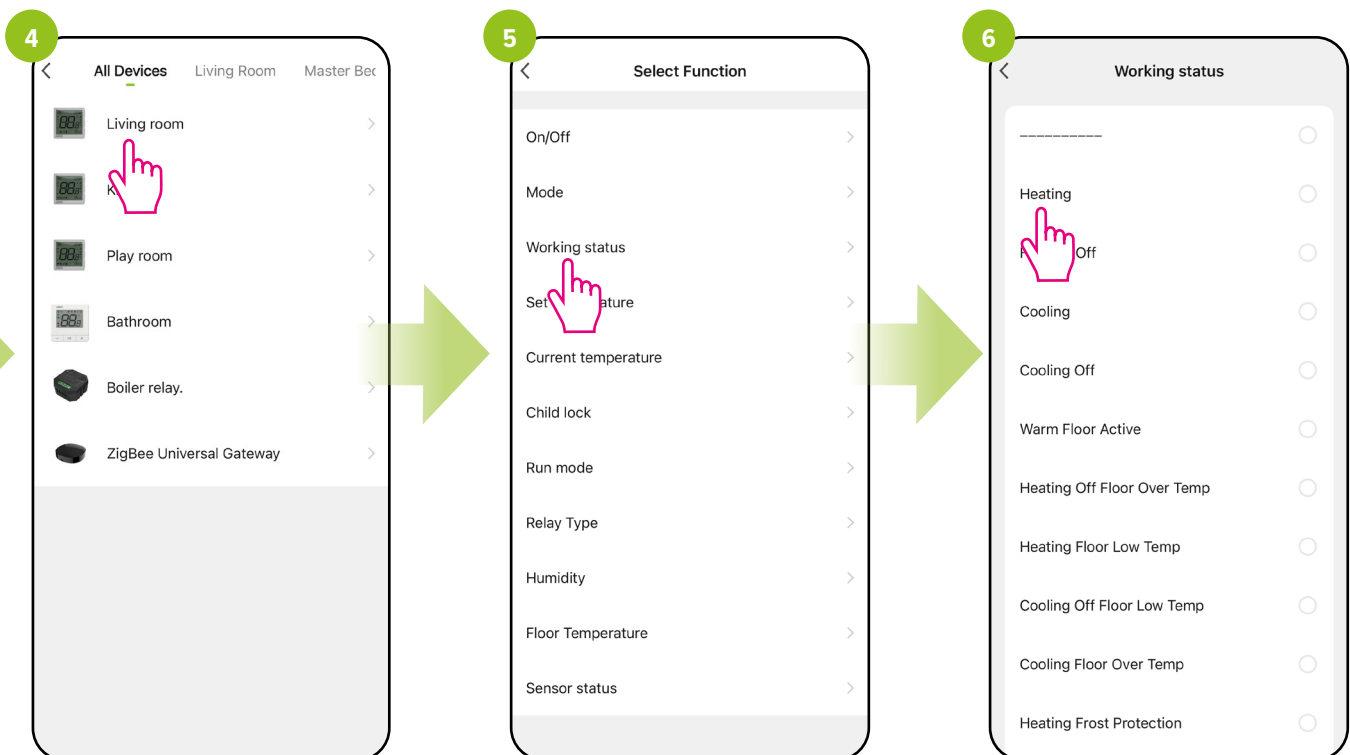 4
All Devices Living Room Master Bec
Living room
K
Play room
Bathroom
Boiler relay.
ZigBee Universal Gateway
5
Select Function
On/Off
Mode
Working status
Set ature
Current temperature
Child lock
Run mode
Relay Type
Humidity
Floor Temperature
Sensor status
6
Working status
__________
Heating
Off
Cooling
Cooling Off
Warm Floor Active
Heating Off Floor Over Temp
Heating Floor Low Temp
Cooling Off Floor Low Temp
Cooling Floor Over Temp
Heating Frost Protection